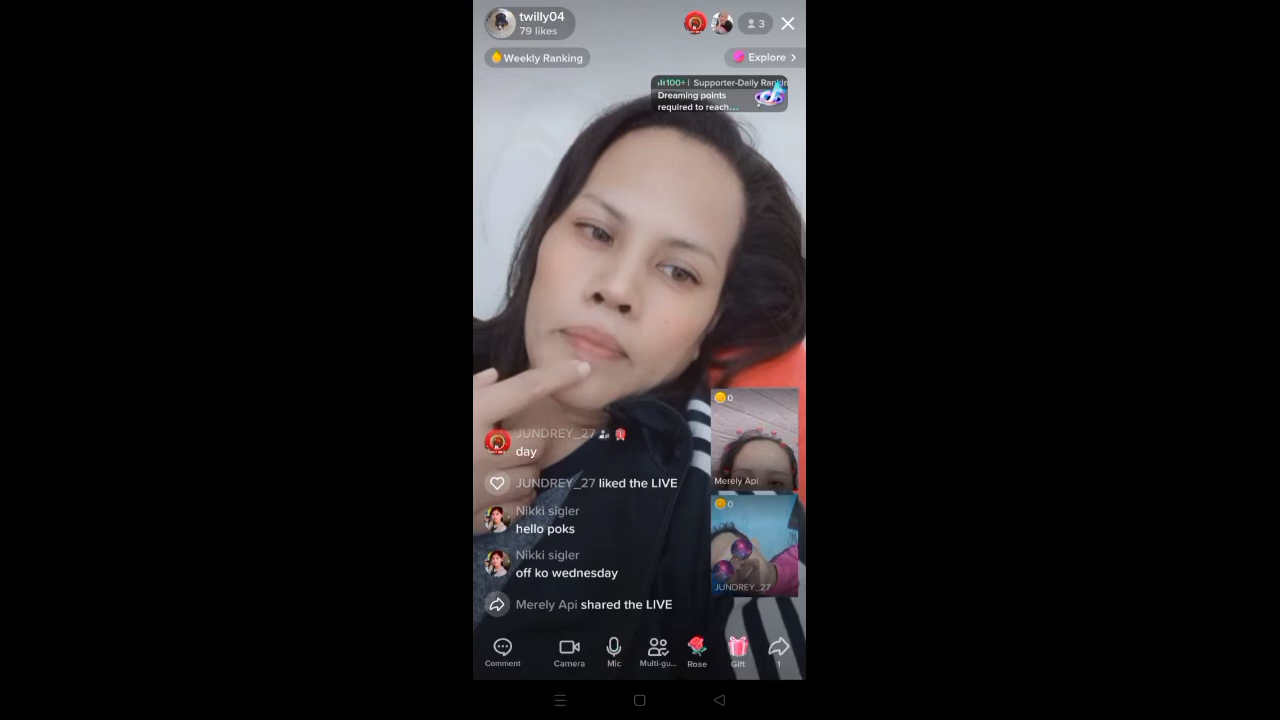 twilly04
79 likes
3
Weekly Ranking
Explore
100+ | Supporter-Daily Rankin
Dreaming points
required to reach...
JUNDREY_27
day
JUNDREY_27 liked the LIVE
Nikki sigler
hello poks
Nikki sigler
off ko wednesday
Merely Api shared the LIVE
0
Merely Api
0
JUNDREY_27
Comment
Camera
Mic
Multi-gu...
Rose
Gift
1